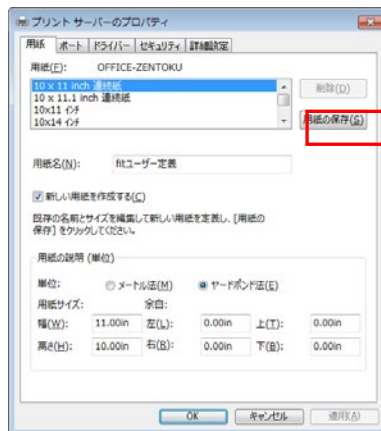 プリント サーバーのプロパティ
用紙 ポート ドライバー セキュリティ 詳細設定
用紙(F): OFFICE-ZENTOKU
10 x 11 inch 連続紙
10 x 11.1 inch 連続紙
10x11 インチ
10x14 インチ
削除(D)
用紙の保存(S)
用紙名(N): fitユーザー定義
新しい用紙を作成する(C)
既存の名前とサイズを編集して新しい用紙を定義し、[用紙の
保存] をクリックしてください。
用紙の説明 (単位)
単位: メートル法(M) ヤードポンド法(E)
用紙サイズ: 余白:
幅(W): 11.00in 左(L): 0.00in 上(T): 0.00in
高さ(H): 10.00in 右(R): 0.00in 下(B): 0.00in
OK キャンセル 適用(A)